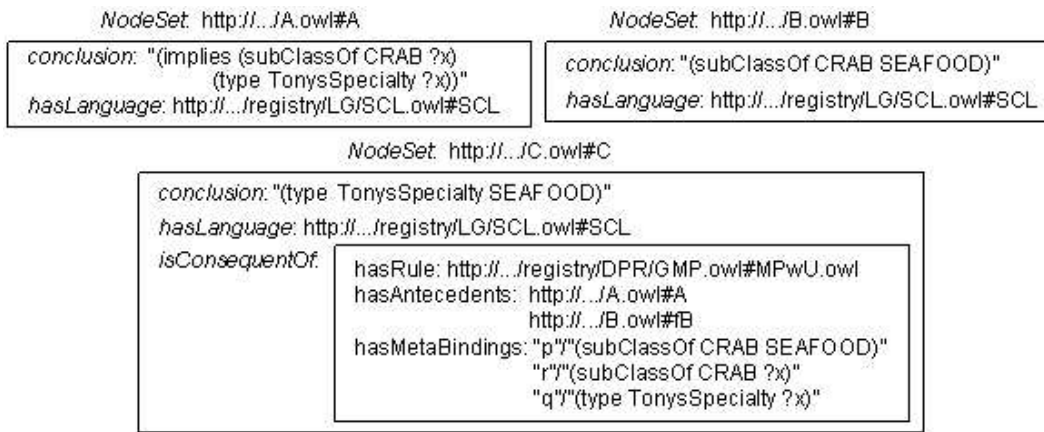 NodeSet: http://.../A.owl#A
conclusion: "(implies (subClassOf CRAB ?x)
(type TonysSpecialty ?x))"
hasLanguage: http://.../registry/LG/SCL.owl#SCL
NodeSet: http://.../B.owl#B
conclusion: "(subClassOf CRAB SEAFOOD)"
hasLanguage: http://.../registry/LG/SCL.owl#SCL
NodeSet: http://.../C.owl#C
conclusion: "(type TonysSpecialty SEAFOOD)"
hasLanguage: http://.../registry/LG/SCL.owl#SCL
isConsequentOf:
hasRule: http://.../registry/DPR/GMP.owl#MPwU.owl
hasAntecedents: http://.../A.owl#A
http://.../B.owl#fB
hasMetaBindings: "p"/"(subClassOf CRAB SEAFOOD)"
"r"/"(subClassOf CRAB ?x)"
"q"/"(type TonysSpecialty ?x)"